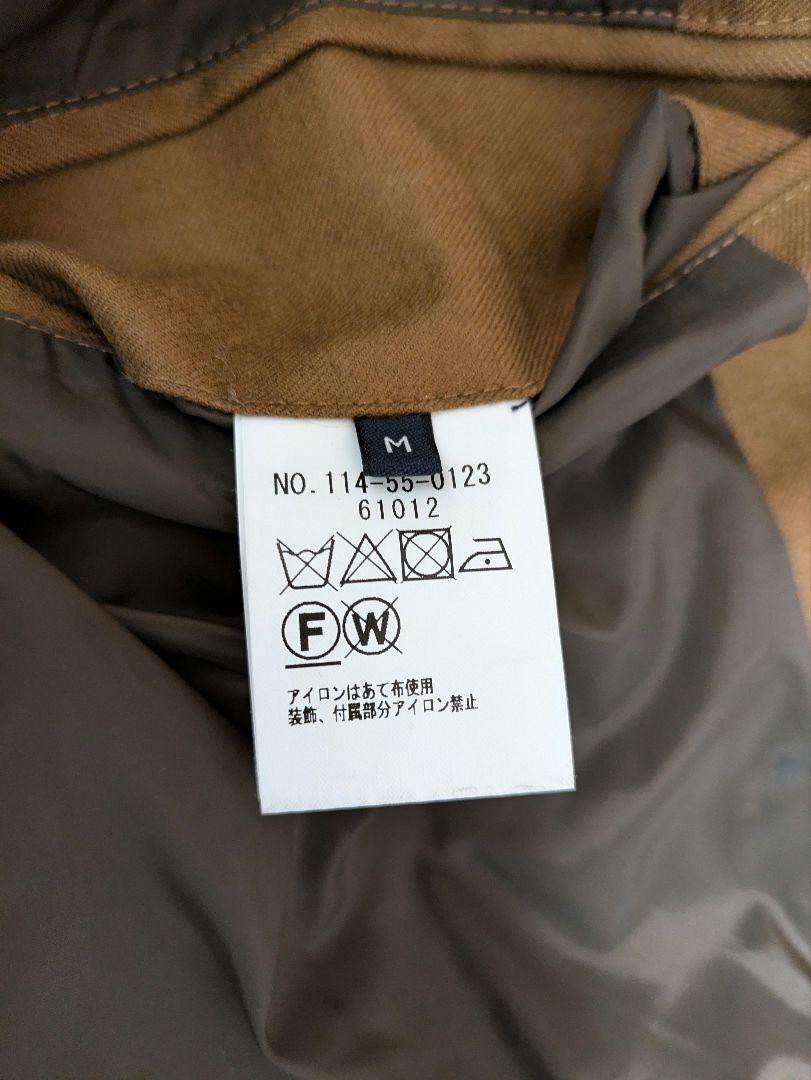 M
NO.114-55-0123
61012
F W
アイロンはあて布使用
装飾、付属部分アイロン禁止